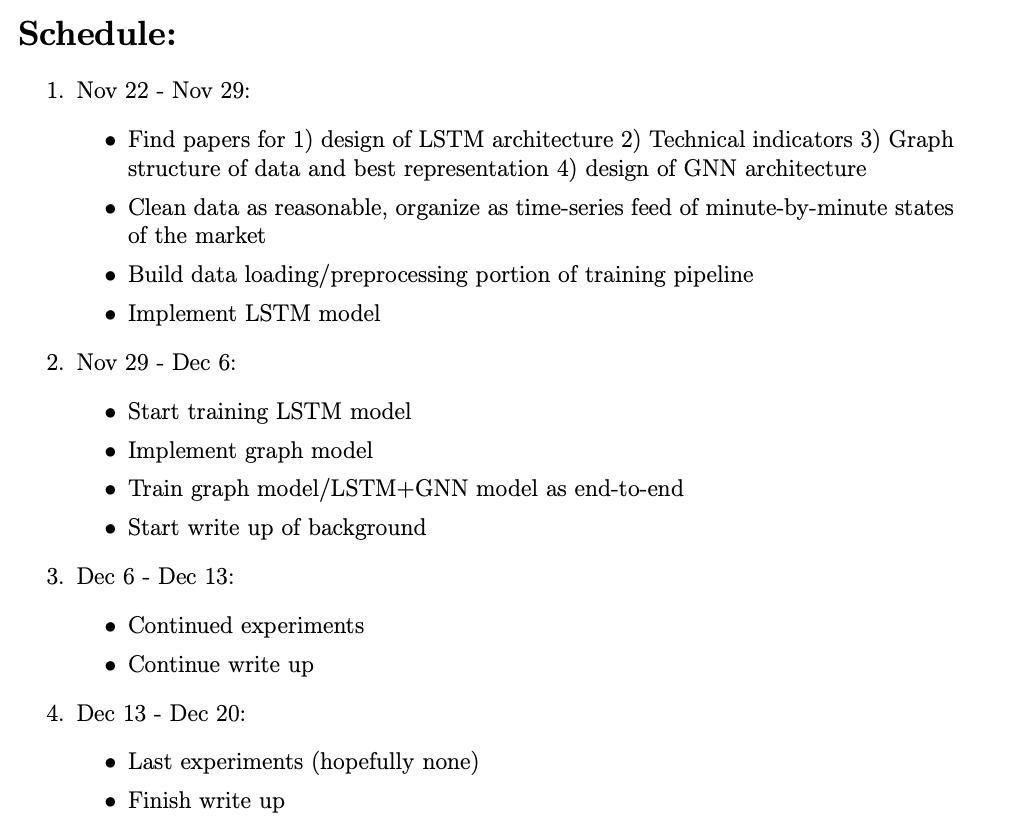 Schedule:
1. Nov 22 - Nov 29:
• Find papers for 1) design of LSTM architecture 2) Technical indicators 3) Graph
structure of data and best representation 4) design of GNN architecture
• Clean data as reasonable, organize as time-series feed of minute-by-minute states
of the market
• Build data loading/preprocessing portion of training pipeline
• Implement LSTM model
2. Nov 29 - Dec 6:
• Start training LSTM model
• Implement graph model
• Train graph model/LSTM+GNN model as end-to-end
• Start write up of background
3. Dec 6 - Dec 13:
• Continued experiments
• Continue write up
4. Dec 13 - Dec 20:
• Last experiments (hopefully none)
• Finish write up